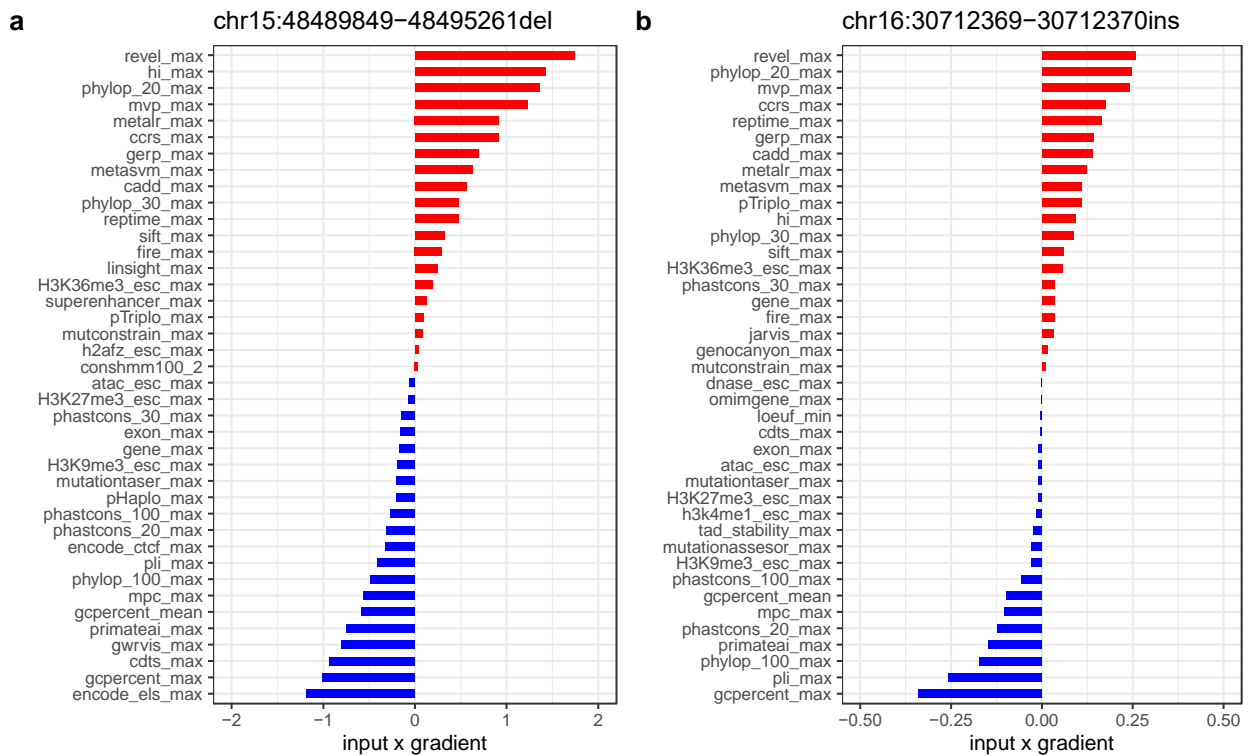 a
chr15:48489849−48495261del
revel_max
hi_max
phylop_20_max
mvp_max
metalr_max
ccrs_max
gerp_max
metasvm_max
cadd_max
phylop_30_max
reptime_max
sift_max
fire_max
linsight_max
H3K36me3_esc_max
superenhancer_max
pTriplo_max
mutconstrain_max
h2afz_esc_max
conshmm100_2
atac_esc_max
H3K27me3_esc_max
phastcons_30_max
exon_max
gene_max
H3K9me3_esc_max
mutationtaser_max
pHaplo_max
phastcons_100_max
phastcons_20_max
encode_ctcf_max
pli_max
phylop_100_max
mpc_max
gcpercent_mean
primateai_max
gwrvis_max
cdts_max
gcpercent_max
encode_els_max
−2 −1 0 1 2
input x gradient
b
chr16:30712369−30712370ins
revel_max
phylop_20_max
mvp_max
ccrs_max
reptime_max
gerp_max
cadd_max
metalr_max
metasvm_max
pTriplo_max
hi_max
phylop_30_max
sift_max
H3K36me3_esc_max
phastcons_30_max
gene_max
fire_max
jarvis_max
genocanyon_max
mutconstrain_max
dnase_esc_max
omimgene_max
loeuf_min
cdts_max
exon_max
atac_esc_max
mutationtaser_max
H3K27me3_esc_max
h3k4me1_esc_max
tad_stability_max
mutationassesor_max
H3K9me3_esc_max
phastcons_100_max
gcpercent_mean
mpc_max
phastcons_20_max
primateai_max
phylop_100_max
pli_max
gcpercent_max
−0.50 −0.25 0.00 0.25 0.50
input x gradient